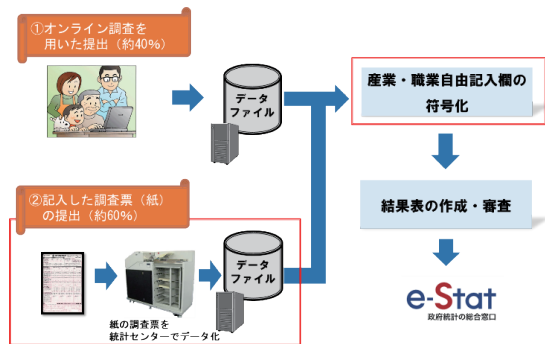 ①オンライン調査を
用いた提出（約40%）
データ
ファイル
産業・職業自由記入欄の
符号化
②記入した調査票（紙）
の提出（約60%）
データ
ファイル
紙の調査票を
統計センターでデータ化
結果表の作成・審査
e-Stat
政府統計の総合窓口